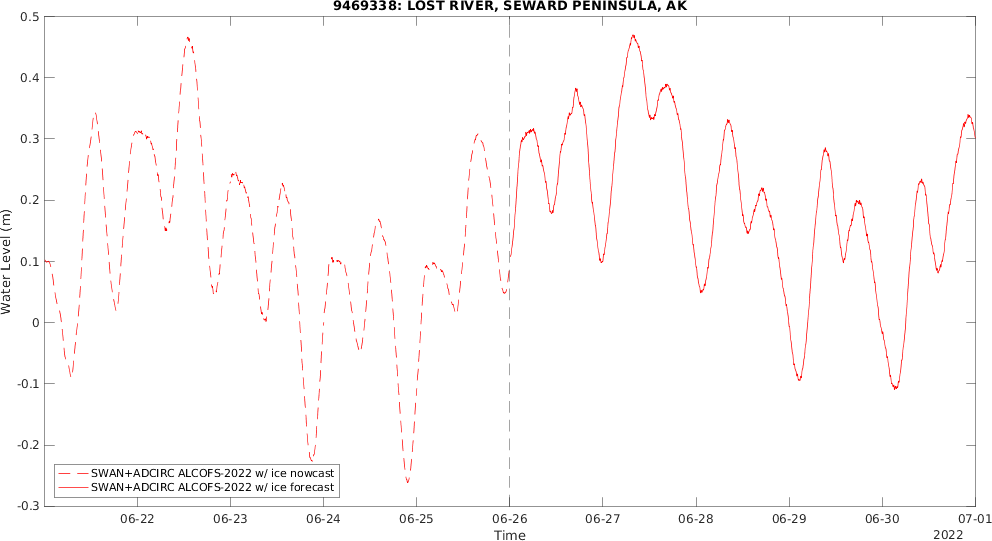 9469338: LOST RIVER, SEWARD PENINSULA, AK
0.5
0.4
0.3
0.2
0.1
0
-0.1
-0.2
-0.3
Water Level (m)
SWAN+ADCIRC ALCOFS-2022 w/ ice nowcast
SWAN+ADCIRC ALCOFS-2022 w/ ice forecast
06-22 06-23 06-24 06-25 06-26 06-27 06-28 06-29 06-30 07-01
Time
2022